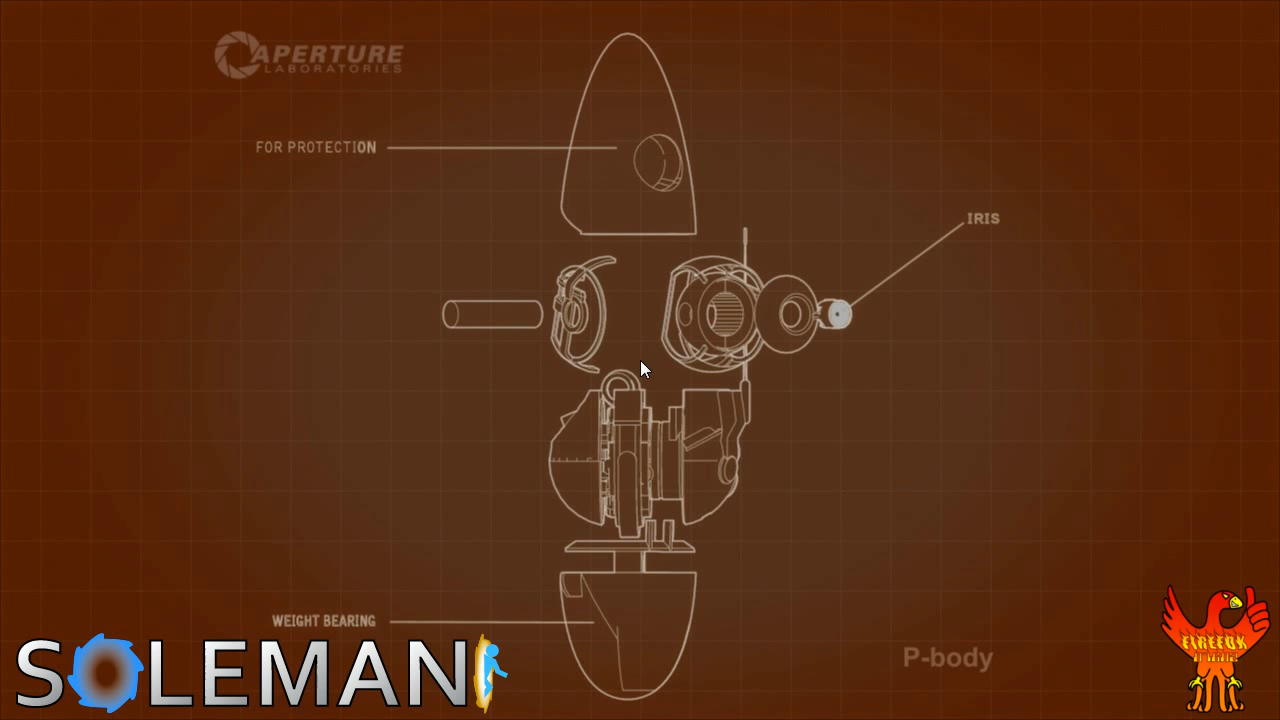 APERTURE
LABORATORIES
FOR PROTECTION
IRIS
WEIGHT BEARING
SOLEMAN
P-body